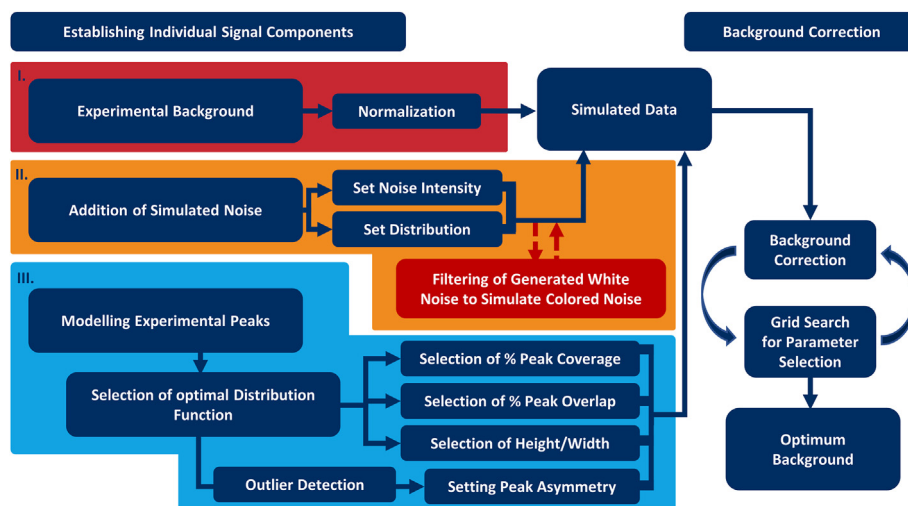 Establishing Individual Signal Components
Background Correction
I.
Experimental Background
Normalization
Simulated Data
II.
Addition of Simulated Noise
Set Noise Intensity
Set Distribution
Filtering of Generated White
Noise to Simulate Colored Noise
III.
Modelling Experimental Peaks
Selection of optimal Distribution
Function
Selection of % Peak Coverage
Selection of % Peak Overlap
Selection of Height/Width
Outlier Detection
Setting Peak Asymmetry
Background
Correction
Grid Search
for Parameter
Selection
Optimum
Background